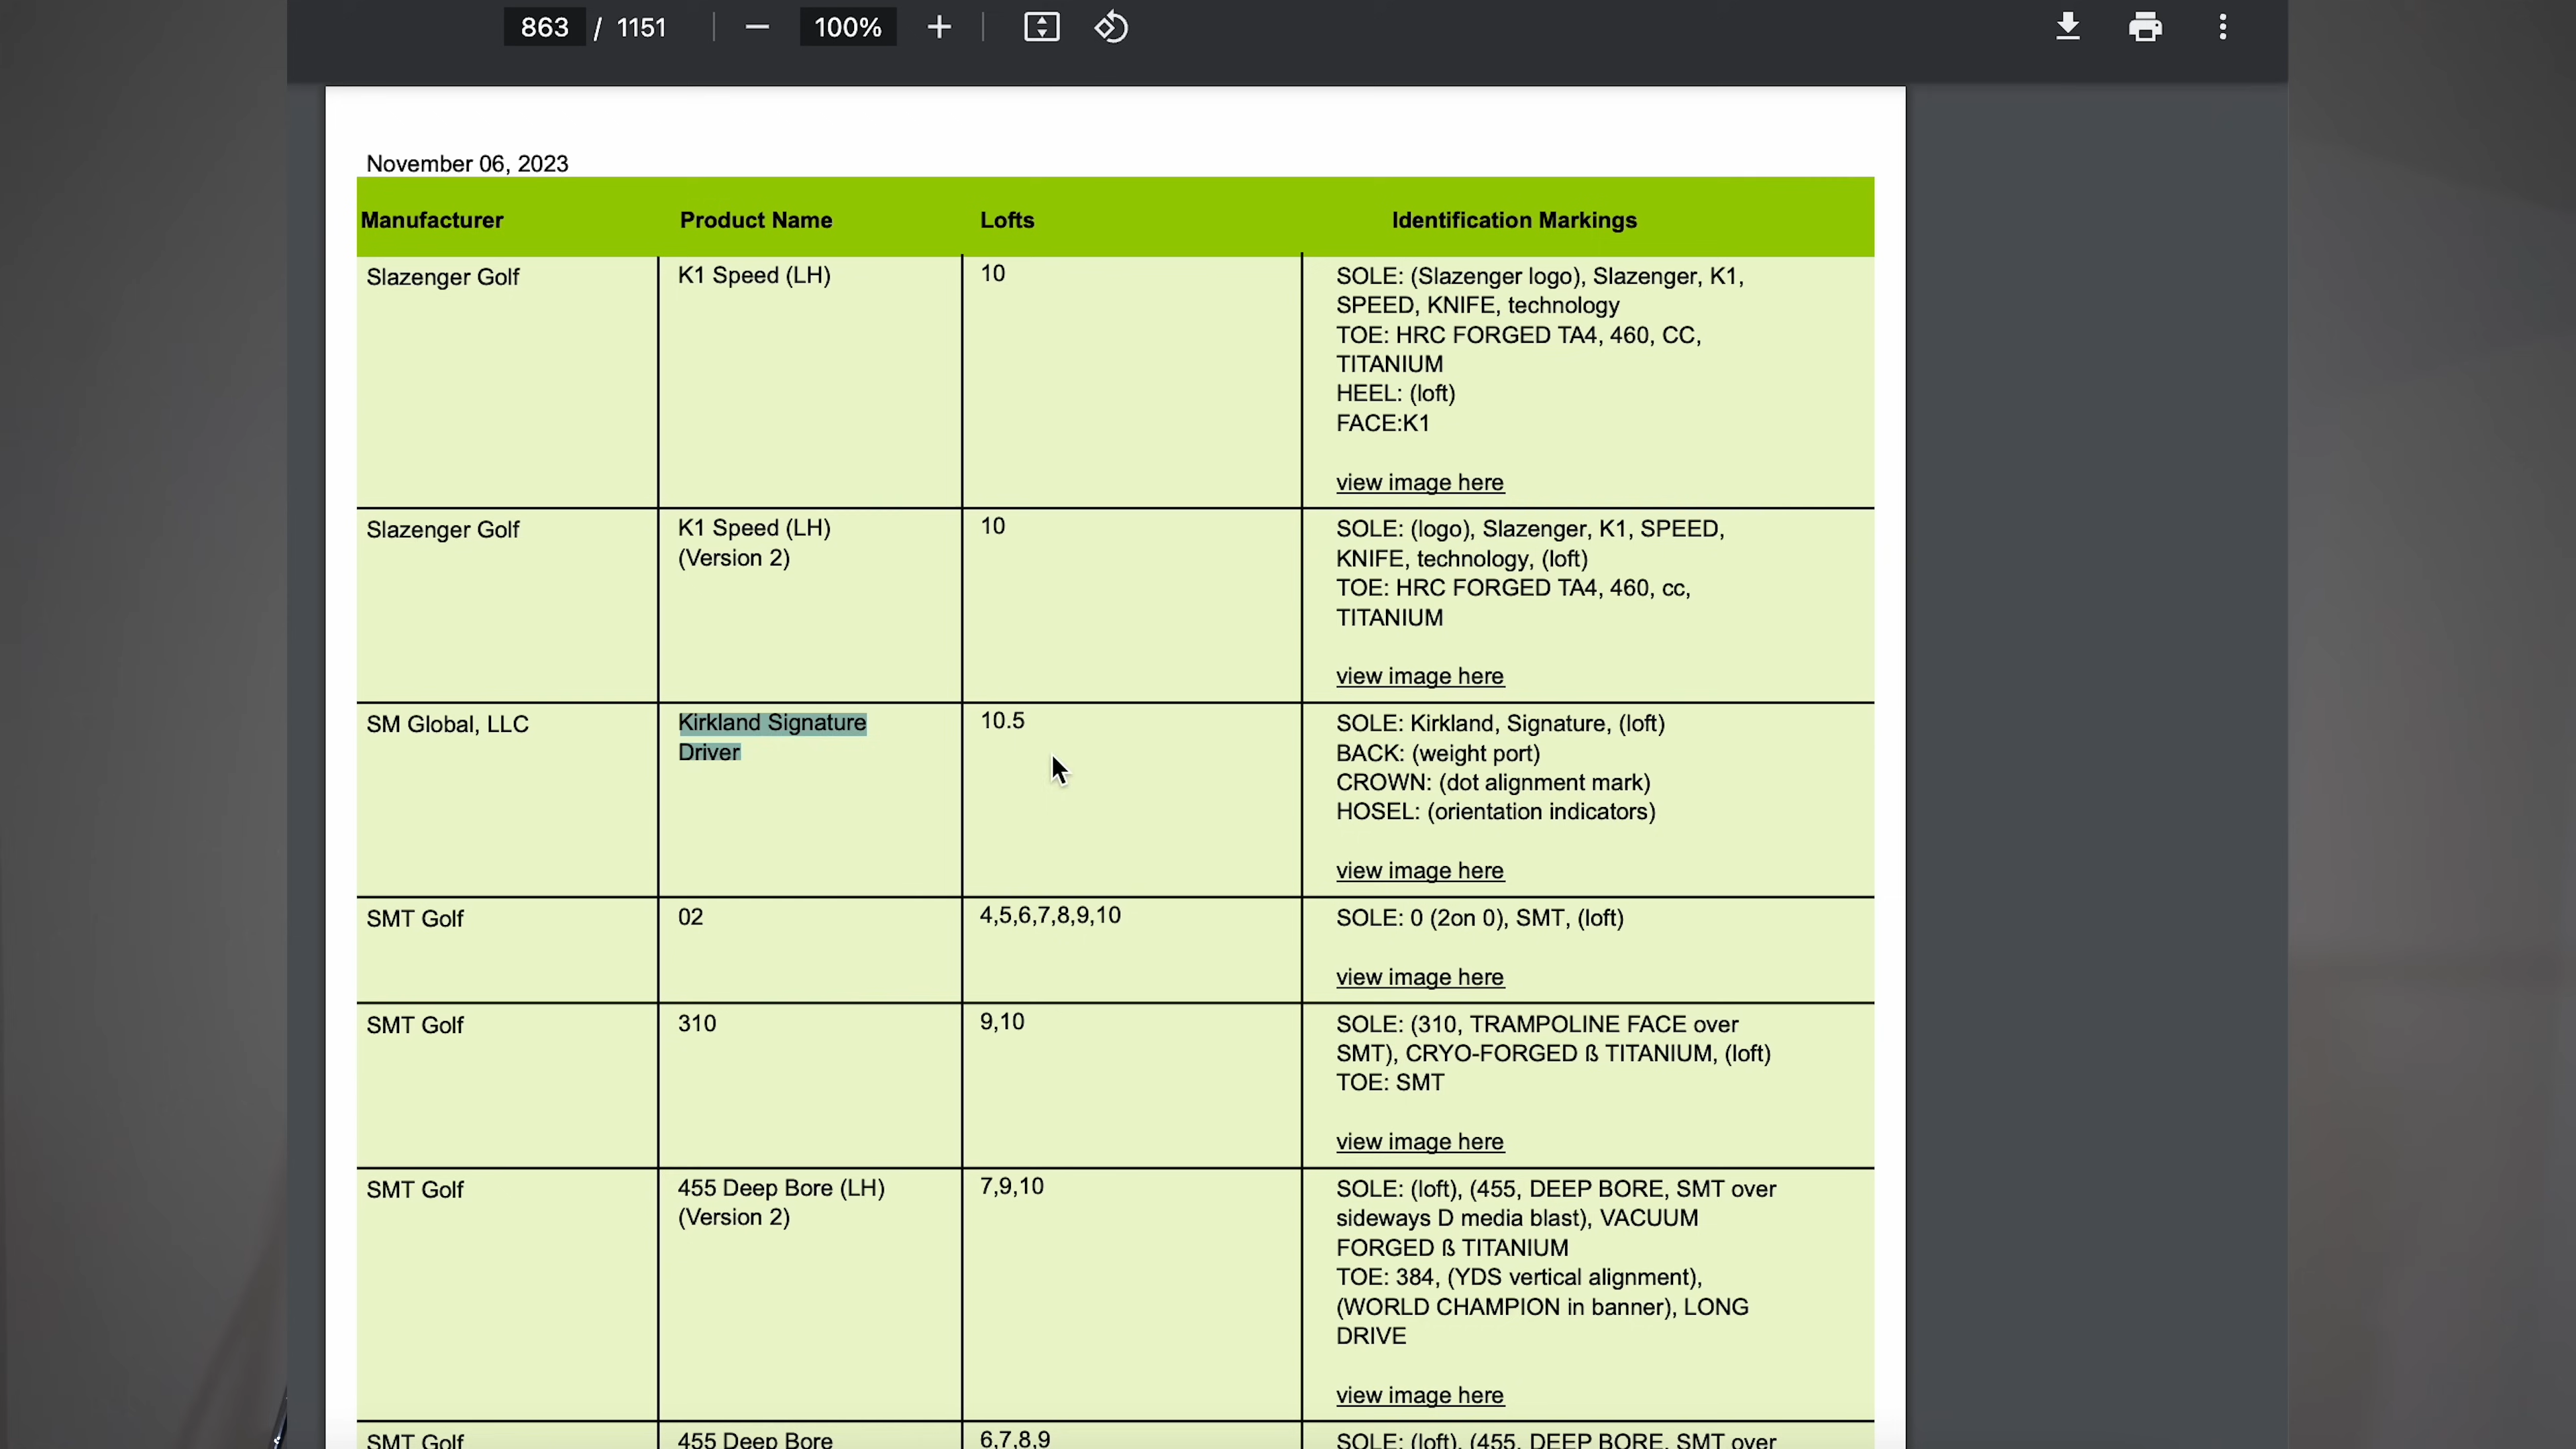 863 / 1151 100%
November 06, 2023
Manufacturer Product Name Lofts Identification Markings
Slazenger Golf
K1 Speed (LH)
10
SOLE: (Slazenger logo), Slazenger, K1,
SPEED, KNIFE, technology
TOE: HRC FORGED TA4, 460, CC,
TITANIUM
HEEL: (loft)
FACE:K1
view image here
Slazenger Golf
K1 Speed (LH)
(Version 2)
10
SOLE: (logo), Slazenger, K1, SPEED,
KNIFE, technology, (loft)
TOE: HRC FORGED TA4, 460, cc,
TITANIUM
view image here
SM Global, LLC
Kirkland Signature
Driver
10.5
SOLE: Kirkland, Signature, (loft)
BACK: (weight port)
CROWN: (dot alignment mark)
HOSEL: (orientation indicators)
view image here
SMT Golf
02
4,5,6,7,8,9,10
SOLE: 0 (2on 0), SMT, (loft)
view image here
SMT Golf
310
9,10
SOLE: (310, TRAMPOLINE FACE over
SMT), CRYO-FORGED ß TITANIUM, (loft)
TOE: SMT
view image here
SMT Golf
455 Deep Bore (LH)
(Version 2)
7,9,10
SOLE: (loft), (455, DEEP BORE, SMT over
sideways D media blast), VACUUM
FORGED ß TITANIUM
TOE: 384, (YDS vertical alignment),
(WORLD CHAMPION in banner), LONG
DRIVE
view image here
SMT Golf
455 Deep Bore
6,7,8,9
SOLE: (loft), (455, DEEP BORE, SMT over